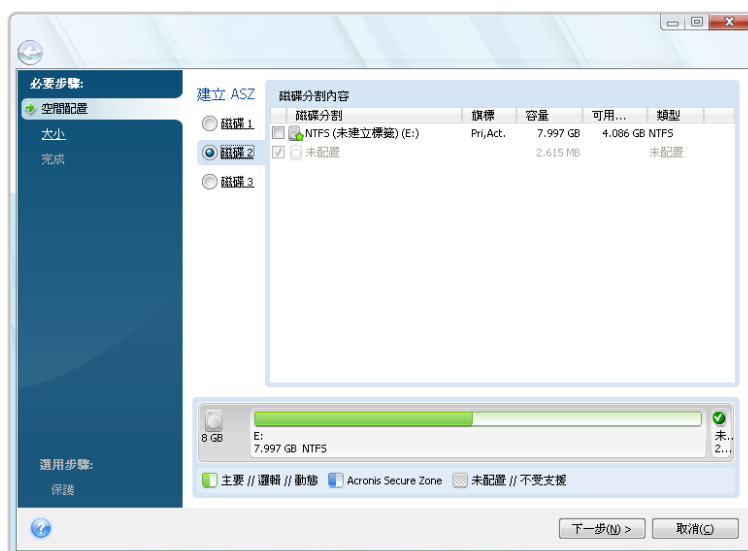 必要步驟:
空間配置
大小
完成
選用步驟:
保護
建立 ASZ
磁碟 1
磁碟 2
磁碟 3
磁碟分割內容
磁碟分割 旗標 容量 可用... 類型
NTFS (未建立標籤) (E:) Pri,Act. 7.997 GB 4.086 GB NTFS
未配置 2.615 MB 未配置
8 GB
E:
7.997 GB NTFS
未..
2...
主要 // 邏輯 // 動態 Acronis Secure Zone 未配置 // 不受支援
下一步(N) > 取消(C)